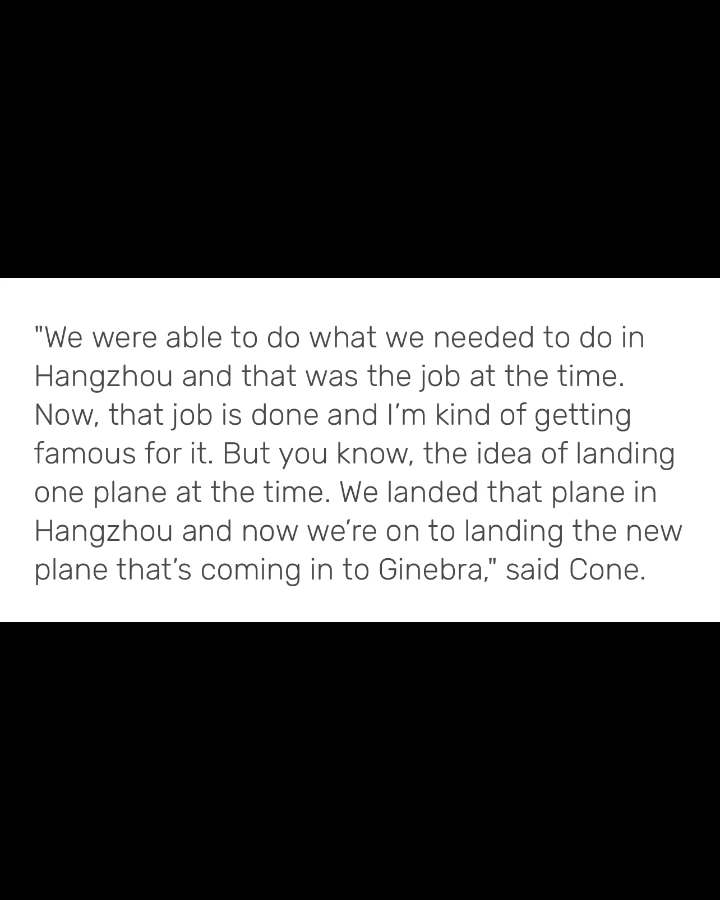 "We were able to do what we needed to do in
Hangzhou and that was the job at the time.
Now, that job is done and I’m kind of getting
famous for it. But you know, the idea of landing
one plane at the time. We landed that plane in
Hangzhou and now we’re on to landing the new
plane that’s coming in to Ginebra," said Cone.